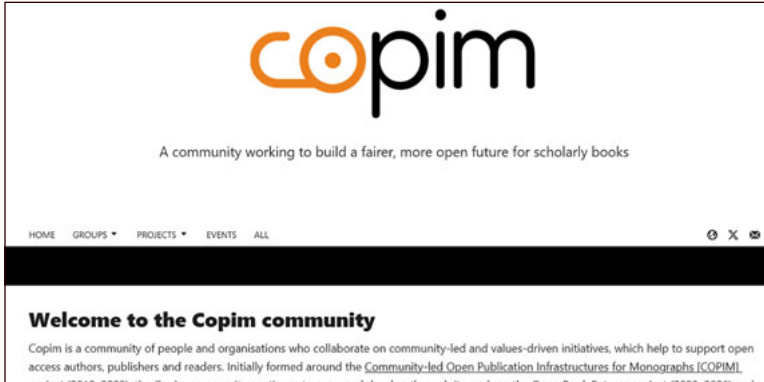 copim
A community working to build a fairer, more open future for scholarly books
HOME GROUPS PROJECTS EVENTS ALL
Welcome to the Copim community
Copim is a community of people and organisations who collaborate on community-led and values-driven initiatives, which help to support open
access authors, publishers and readers. Initially formed around the Community-led Open Publication Infrastructures for Monographs [COPIM]